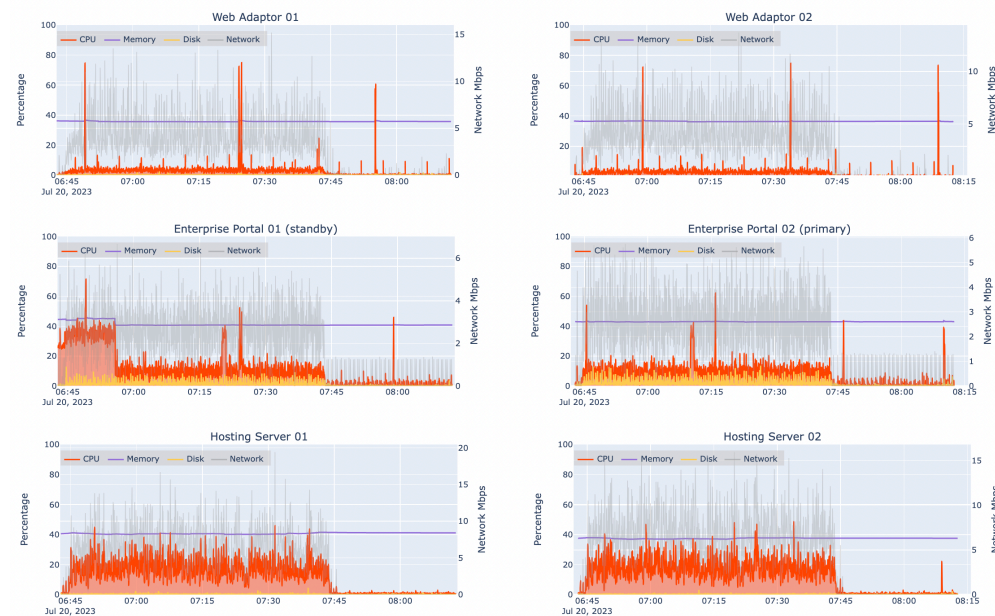 Web Adaptor 01
CPU Memory Disk Network
100
80
60
40
20
0
Percentage
15
10
5
0
Network Mbps
06:45 07:00 07:15 07:30 07:45 08:00
Jul 20, 2023
Web Adaptor 02
CPU Memory Disk Network
100
80
60
40
20
Percentage
10
5
Network Mbps
06:45 07:00 07:15 07:30 07:45 08:00 08:15
Jul 20, 2023
Enterprise Portal 01 (standby)
CPU Memory Disk Network
100
80
60
40
20
0
Percentage
6
4
2
0
Network Mbps
06:45 07:00 07:15 07:30 07:45 08:00
Jul 20, 2023
Enterprise Portal 02 (primary)
CPU Memory Disk Network
100
80
60
40
20
0
Percentage
6
5
4
3
2
1
0
Network Mbps
06:45 07:00 07:15 07:30 07:45 08:00 08:15
Jul 20, 2023
Hosting Server 01
CPU Memory Disk Network
100
80
60
40
20
0
Percentage
20
15
10
5
0
Network Mbps
06:45 07:00 07:15 07:30 07:45 08:00
Jul 20, 2023
Hosting Server 02
CPU Memory Disk Network
100
80
60
40
20
0
Percentage
15
10
5
0
Network Mbps
06:45 07:00 07:15 07:30 07:45 08:00 08:15
Jul 20, 2023